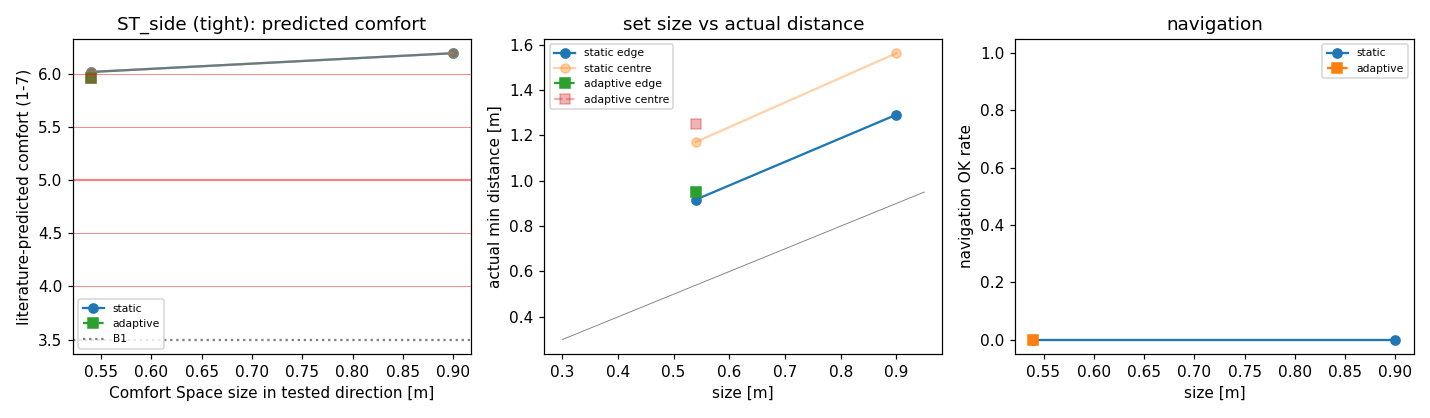 ST_side (tight): predicted comfort
literature-predicted comfort (1-7)
6.0
5.5
5.0
4.5
4.0
3.5
static
adaptive
B1
0.55 0.60 0.65 0.70 0.75 0.80 0.85 0.90
Comfort Space size in tested direction [m]
set size vs actual distance
actual min distance [m]
1.6
1.4
1.2
1.0
0.8
0.6
0.4
static edge
static centre
adaptive edge
adaptive centre
0.3 0.4 0.5 0.6 0.7 0.8 0.9
size [m]
navigation
navigation OK rate
1.0
0.8
0.6
0.4
0.2
0.0
static
adaptive
0.55 0.60 0.65 0.70 0.75 0.80 0.85 0.90
size [m]